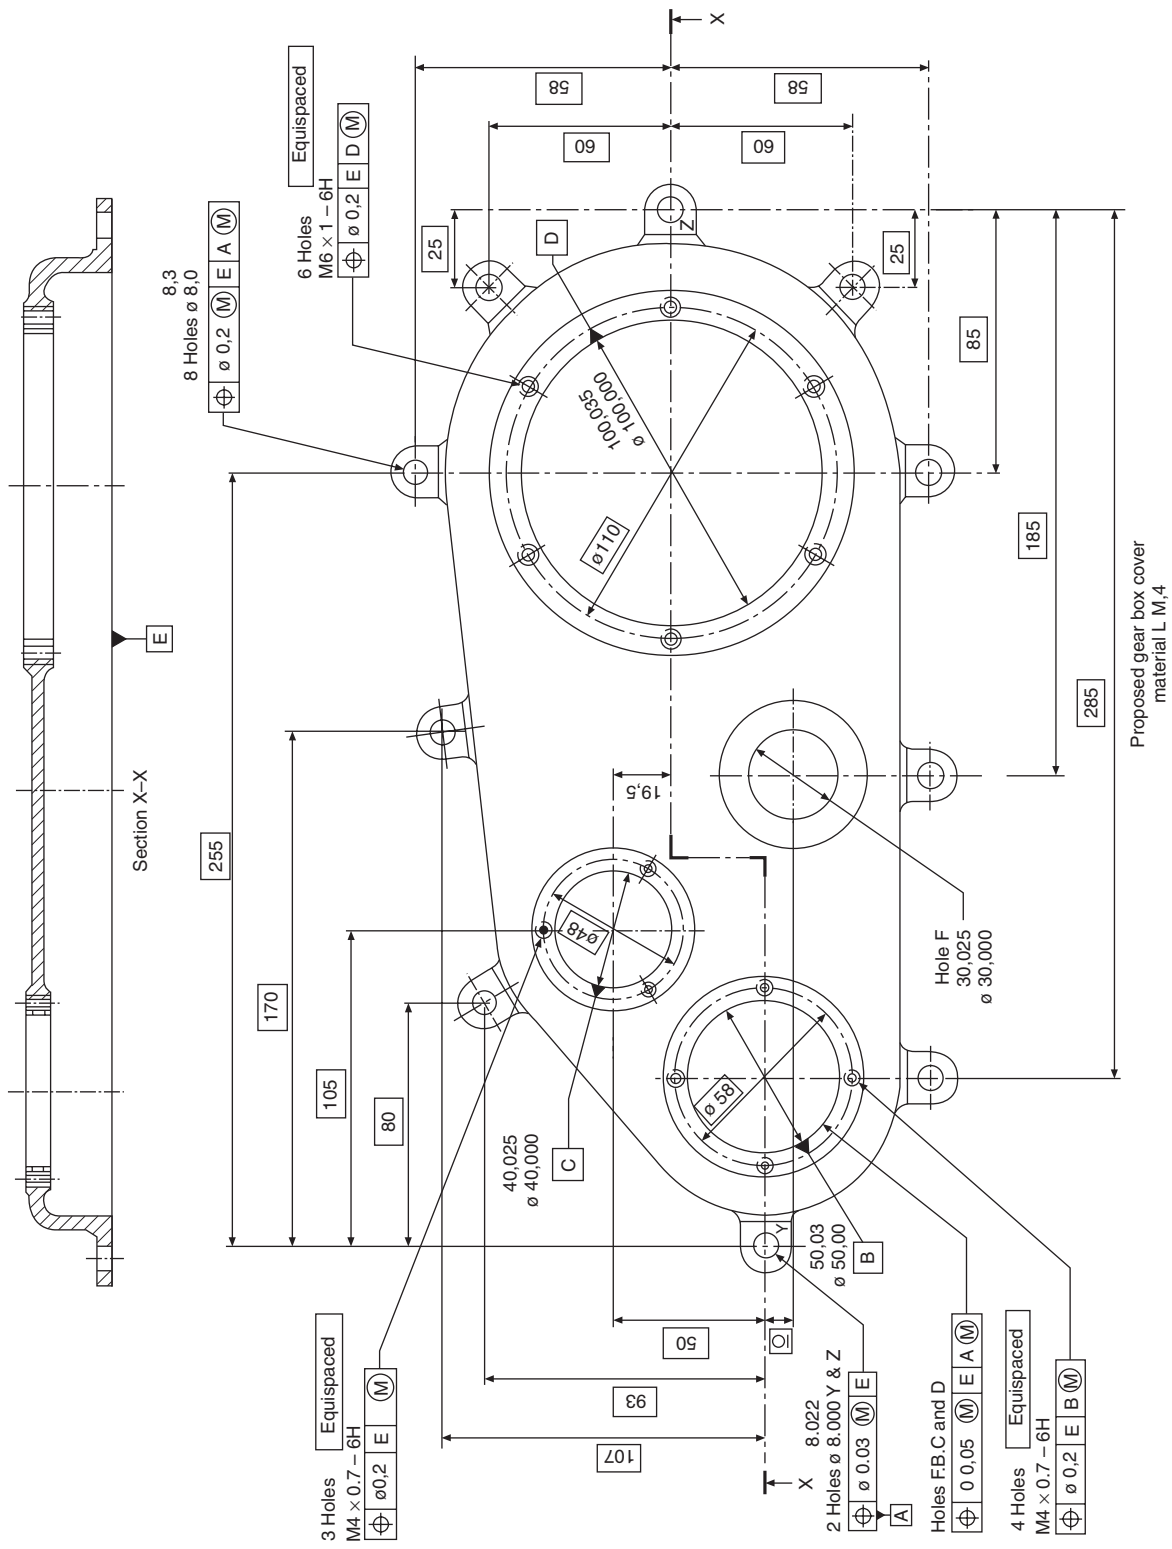 Section X–X
E
8,3
8 Holes ø 8,0
ø 0,2 M E A M
Equispaced
6 Holes
M6 × 1 – 6H
ø 0,2 E D M
X
85
85
60
60
25
25
D
Z
100,035
ø 100,000
ø110
85
185
285
255
170
105
80
19,5
ø48
C
40,025
ø 40,000
ø 58
Hole F
30,025
ø 30,000
Y
50,03
ø 50,00
B
50
10
93
107
X
3 Holes
Equispaced
M4 × 0.7 – 6H
ø0,2 E M
8.022
2 Holes ø 8.000 Y & Z
ø 0.03 M E
A
Holes F.B.C and D
0 0,05 M E A M
4 Holes
Equispaced
M4 × 0.7 – 6H
ø 0,2 E B M
Proposed gear box cover
material L M,4